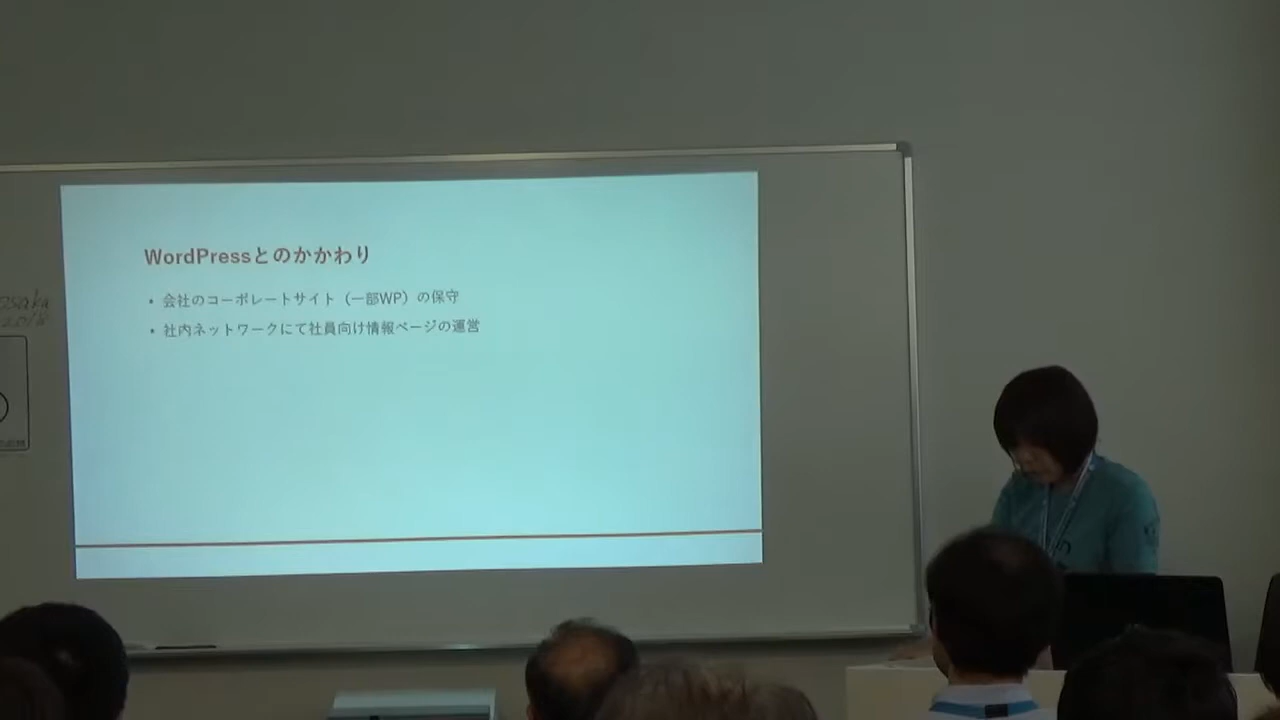 WordPressとのかかわり
• 会社のコーポレートサイト（一部WP）の保守
• 社内ネットワークにて社員向け情報ページの運営
osaka
2018